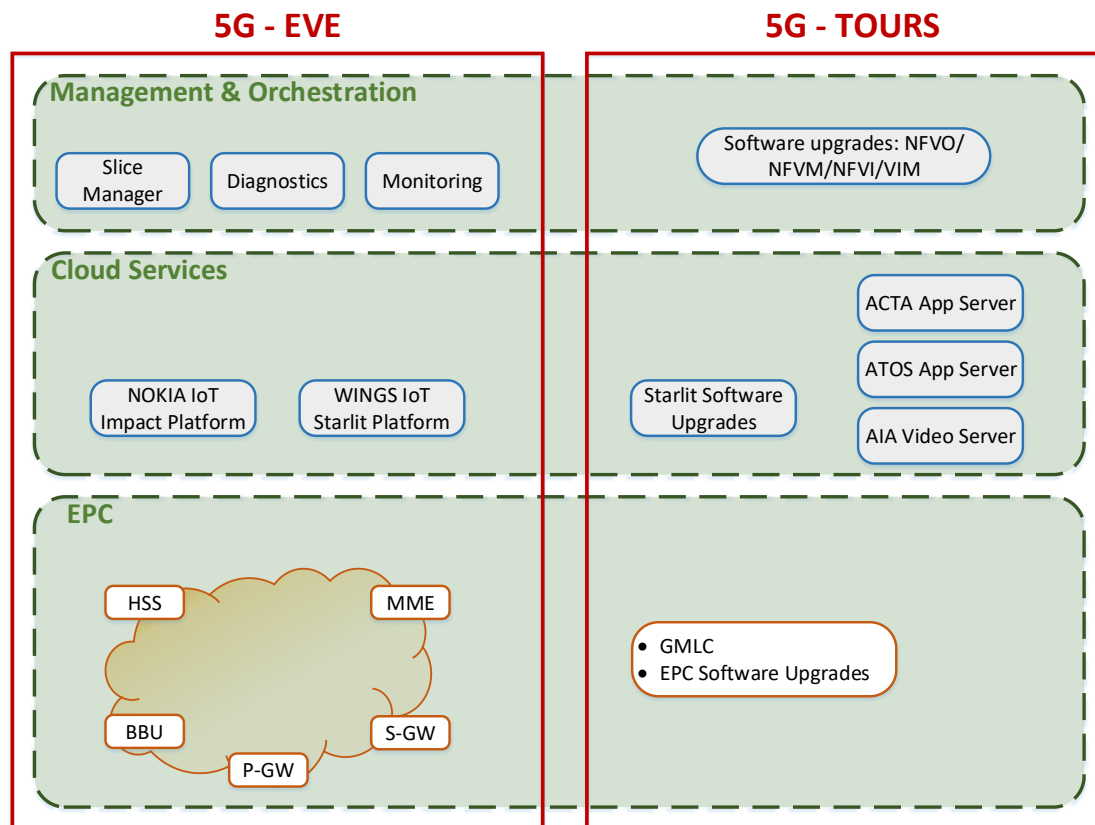 5G - EVE
5G - TOURS
Management & Orchestration
Slice
Manager
Diagnostics
Monitoring
Software upgrades: NFVO/
NFVM/NFVI/VIM
Cloud Services
NOKIA IoT
Impact Platform
WINGS IoT
Starlit Platform
Starlit Software
Upgrades
ACTA App Server
ATOS App Server
AIA Video Server
EPC
HSS
MME
BBU
S-GW
P-GW
• GMLC
• EPC Software Upgrades